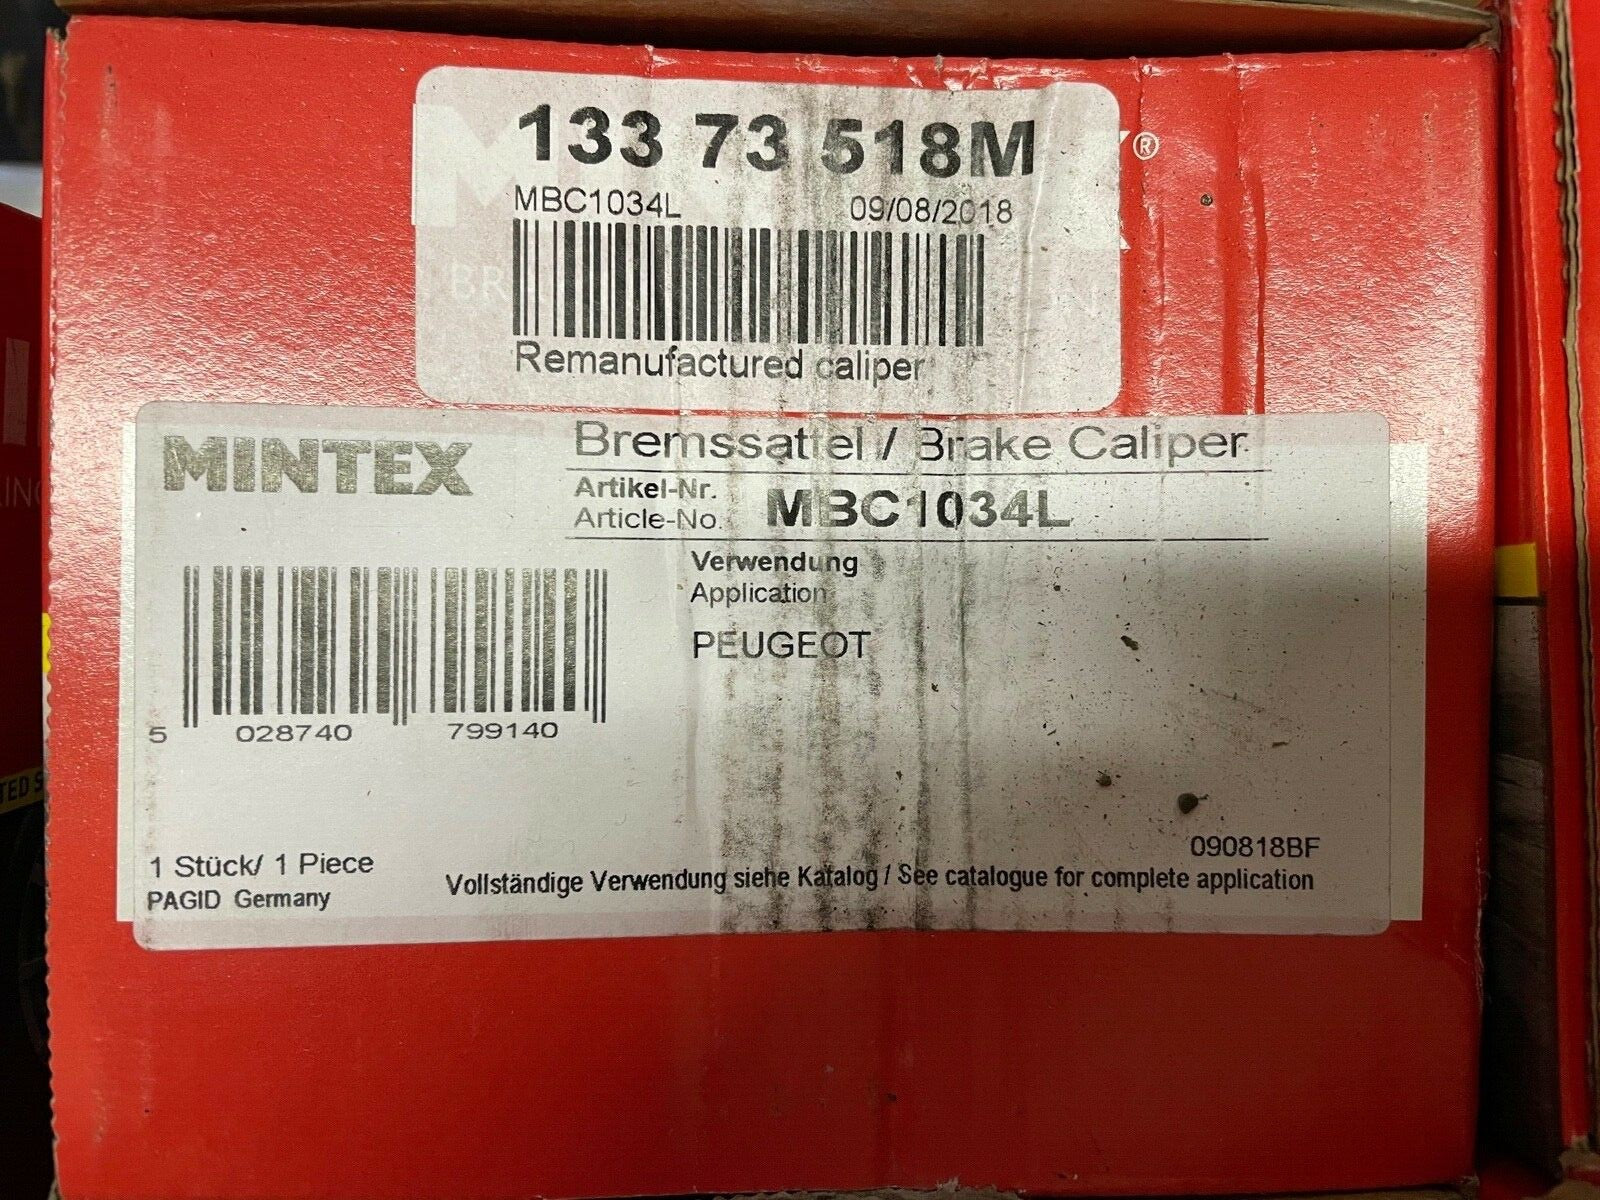 133 73 518M
®
MBC1034L 09/08/2018
Remanufactured caliper
MINTEX
Bremssattel / Brake Caliper
Artikel-Nr.
Article-No. MBC1034L
Verwendung
Application
PEUGEOT
5 028740 799140
090818BF
1 Stück/ 1 Piece
Vollständige Verwendung siehe Katalog / See catalogue for complete application
PAGID Germany